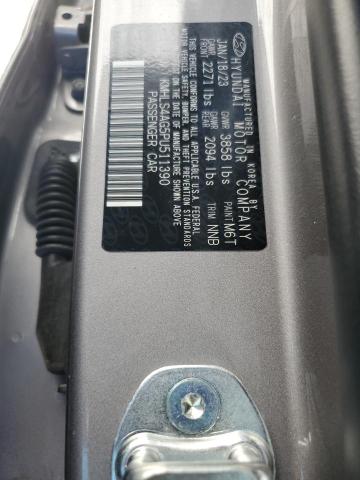 MANUFACTURED IN KOREA BY
HYUNDAI MOTOR COMPANY
JAN/18/23 GVWR 3858 lbs PAINT M6T
GAWR FRONT 2271 lbs GAWR REAR 2094 lbs TRIM NNB
THIS VEHICLE CONFORMS TO ALL APPLICABLE U.S.A. FEDERAL
MOTOR VEHICLE SAFETY, BUMPER, AND THEFT PREVENTION STANDARDS
IN EFFECT ON THE DATE OF MANUFACTURE SHOWN ABOVE
KMHLS4AG5PU511390
PASSENGER CAR